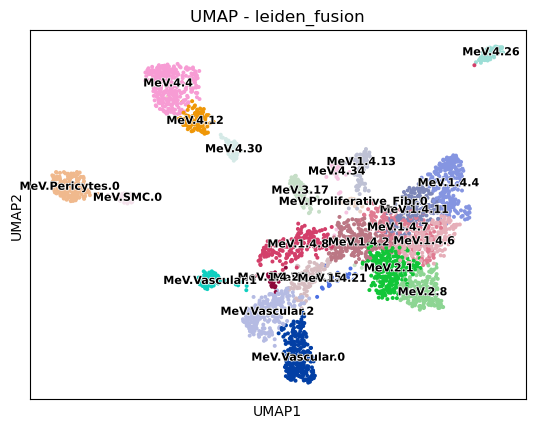 UMAP - leiden_fusion
MeV.4.26
MeV.4.4
MeV.4.12
MeV.4.30
MeV.1.4.13
MeV.4.34
MeV.1.4.4
MeV.Pericytes.0
MeV.SMC.0
MeV.3.17
MeV.Proliferative_Fibr.0
MeV.1.4.11
MeV.1.4.7
MeV.1.4.8
MeV.1.4.2
MeV.1.4.6
MeV.2.1
MeV.Vascular.1
MeV.1.4.21
MeV.2.8
MeV.Vascular.2
MeV.Vascular.0
UMAP1
UMAP2